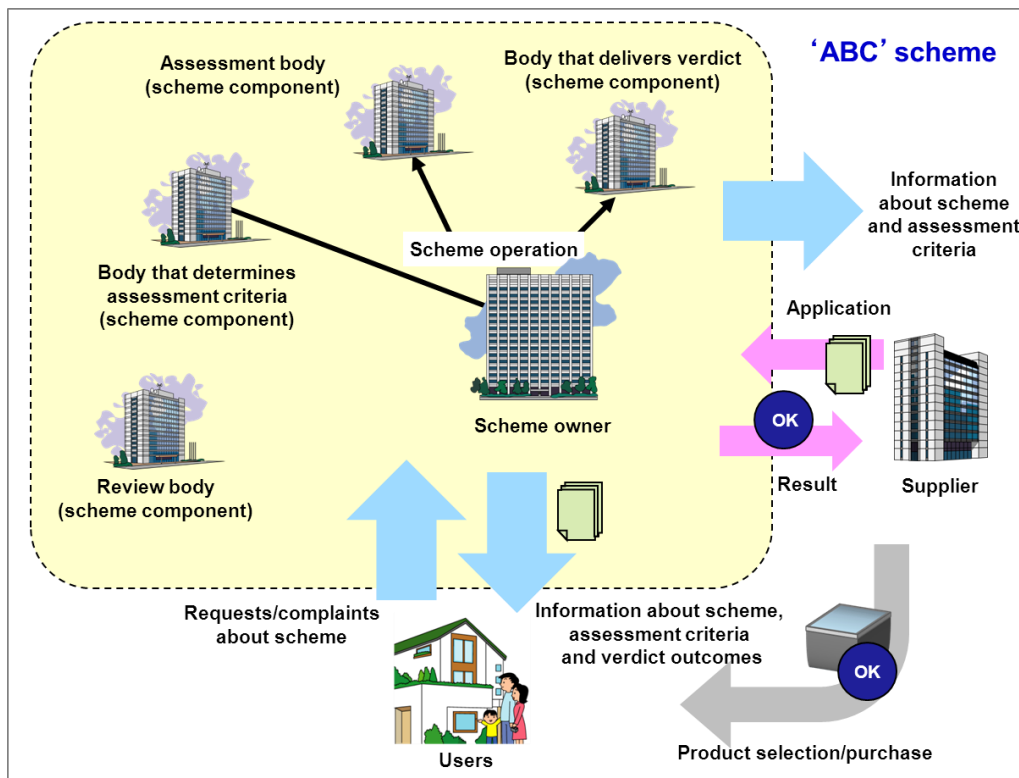 ‘ABC’ scheme
Assessment body
(scheme component)
Body that delivers verdict
(scheme component)
Information
about scheme
and assessment
criteria
Scheme operation
Body that determines
assessment criteria
(scheme component)
Application
Scheme owner
OK
Result
Supplier
Review body
(scheme component)
Requests/complaints
about scheme
Information about scheme,
assessment criteria
and verdict outcomes
OK
Users
Product selection/purchase